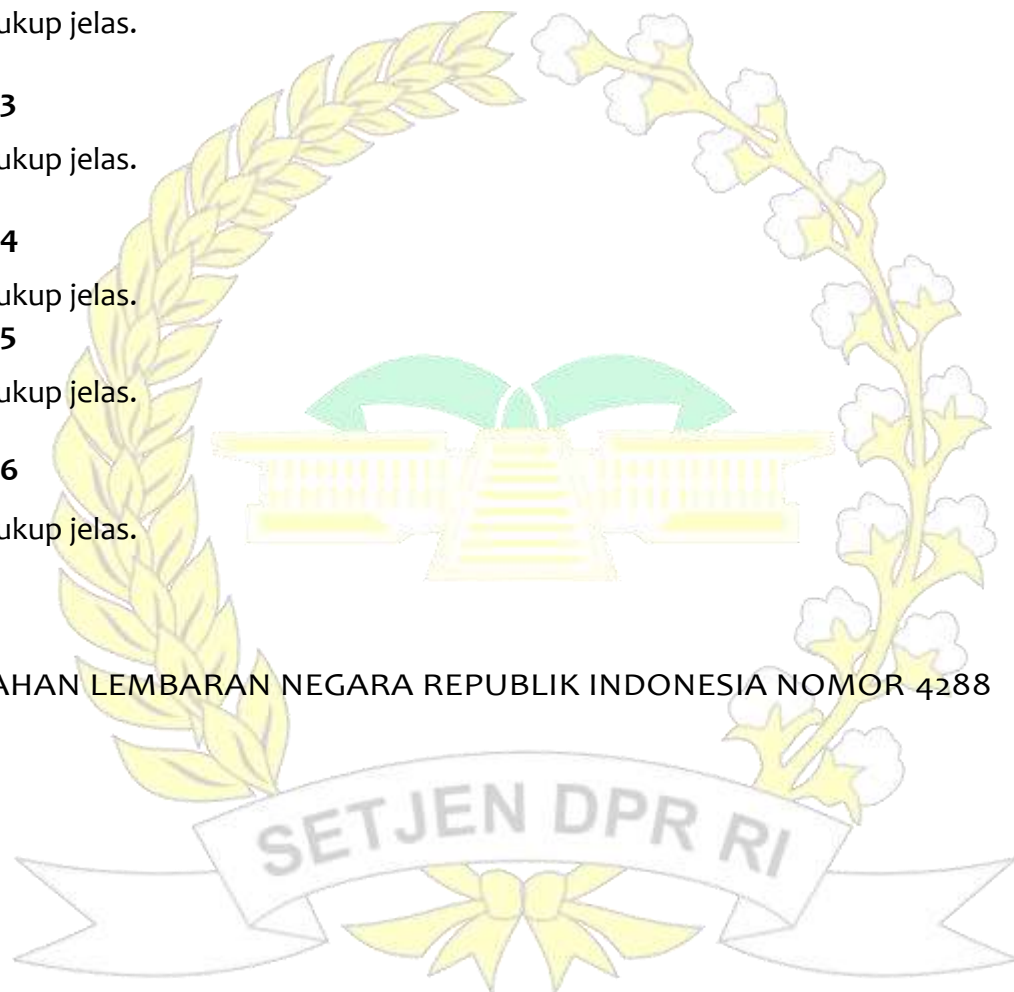 ukup jelas.
3
ukup jelas.
4
ukup jelas.
5
ukup jelas.
6
ukup jelas.
AHAN LEMBARAN NEGARA REPUBLIK INDONESIA NOMOR 4288
SETJEN DPR RI